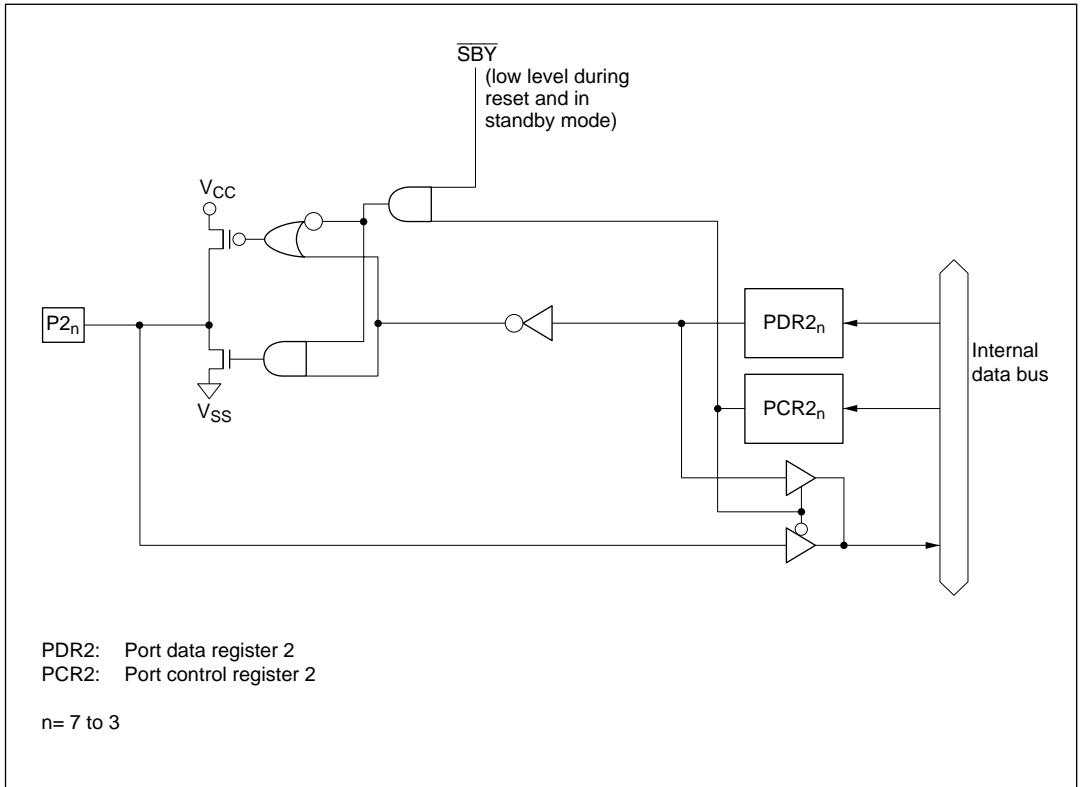 SBY
(low level during
reset and in
standby mode)
VCC
P2n
VSS
PDR2n
PCR2n
Internal
data bus
PDR2: Port data register 2
PCR2: Port control register 2
n= 7 to 3